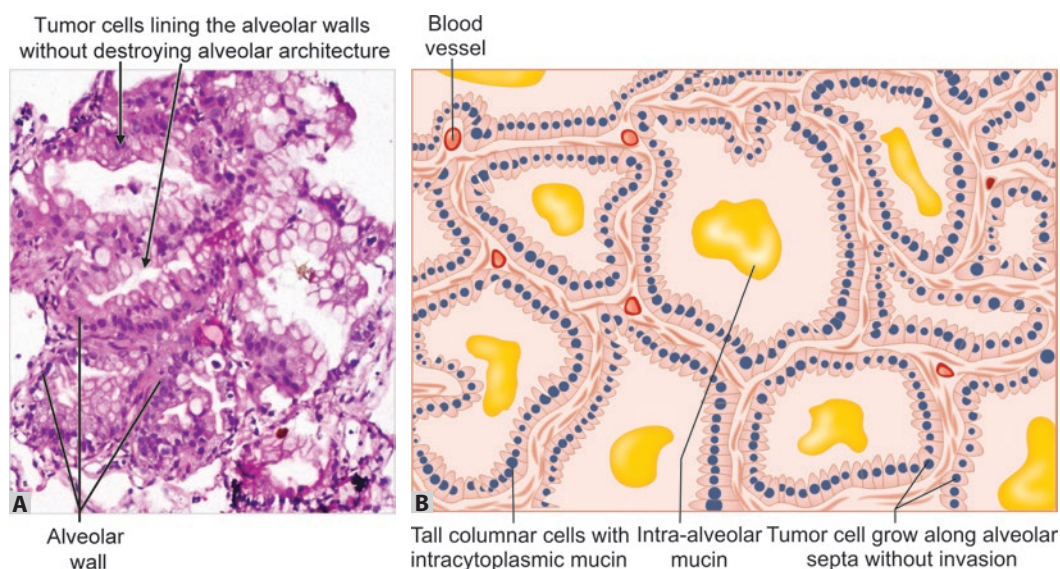 Tumor cells lining the alveolar walls
without destroying alveolar architecture
Blood
vessel
A
B
Alveolar
wall
Tall columnar cells with
intracytoplasmic mucin
Intra-alveolar
mucin
Tumor cell grow along alveolar
septa without invasion